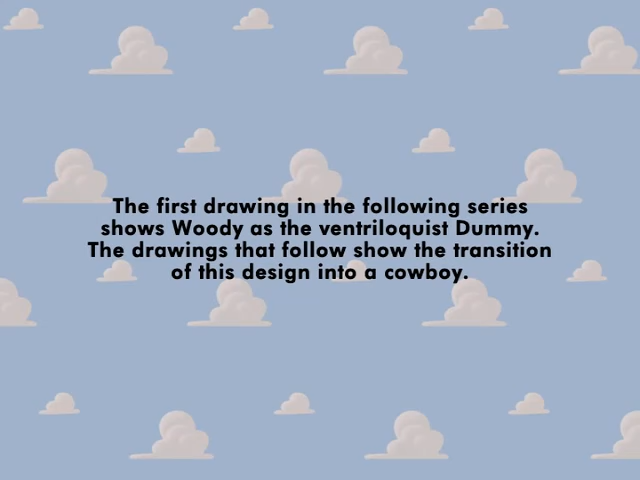 The first drawing in the following series
shows Woody as the ventriloquist Dummy.
The drawings that follow show the transition
of this design into a cowboy.